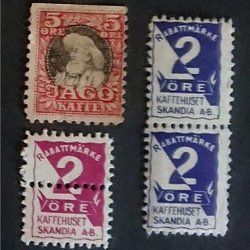 5 5
ÖRE ÖRE
JAGO
KAFFE
RABATTMÄRKE
2
ÖRE
KAFFEHUSET
SKANDIA A-B.
RABATTMÄRKE
2
ÖRE
KAFFEHUSET
SKANDIA A-B.
RABATTMÄRKE
2
ÖRE
KAFFEHUSET
SKANDIA A-B.